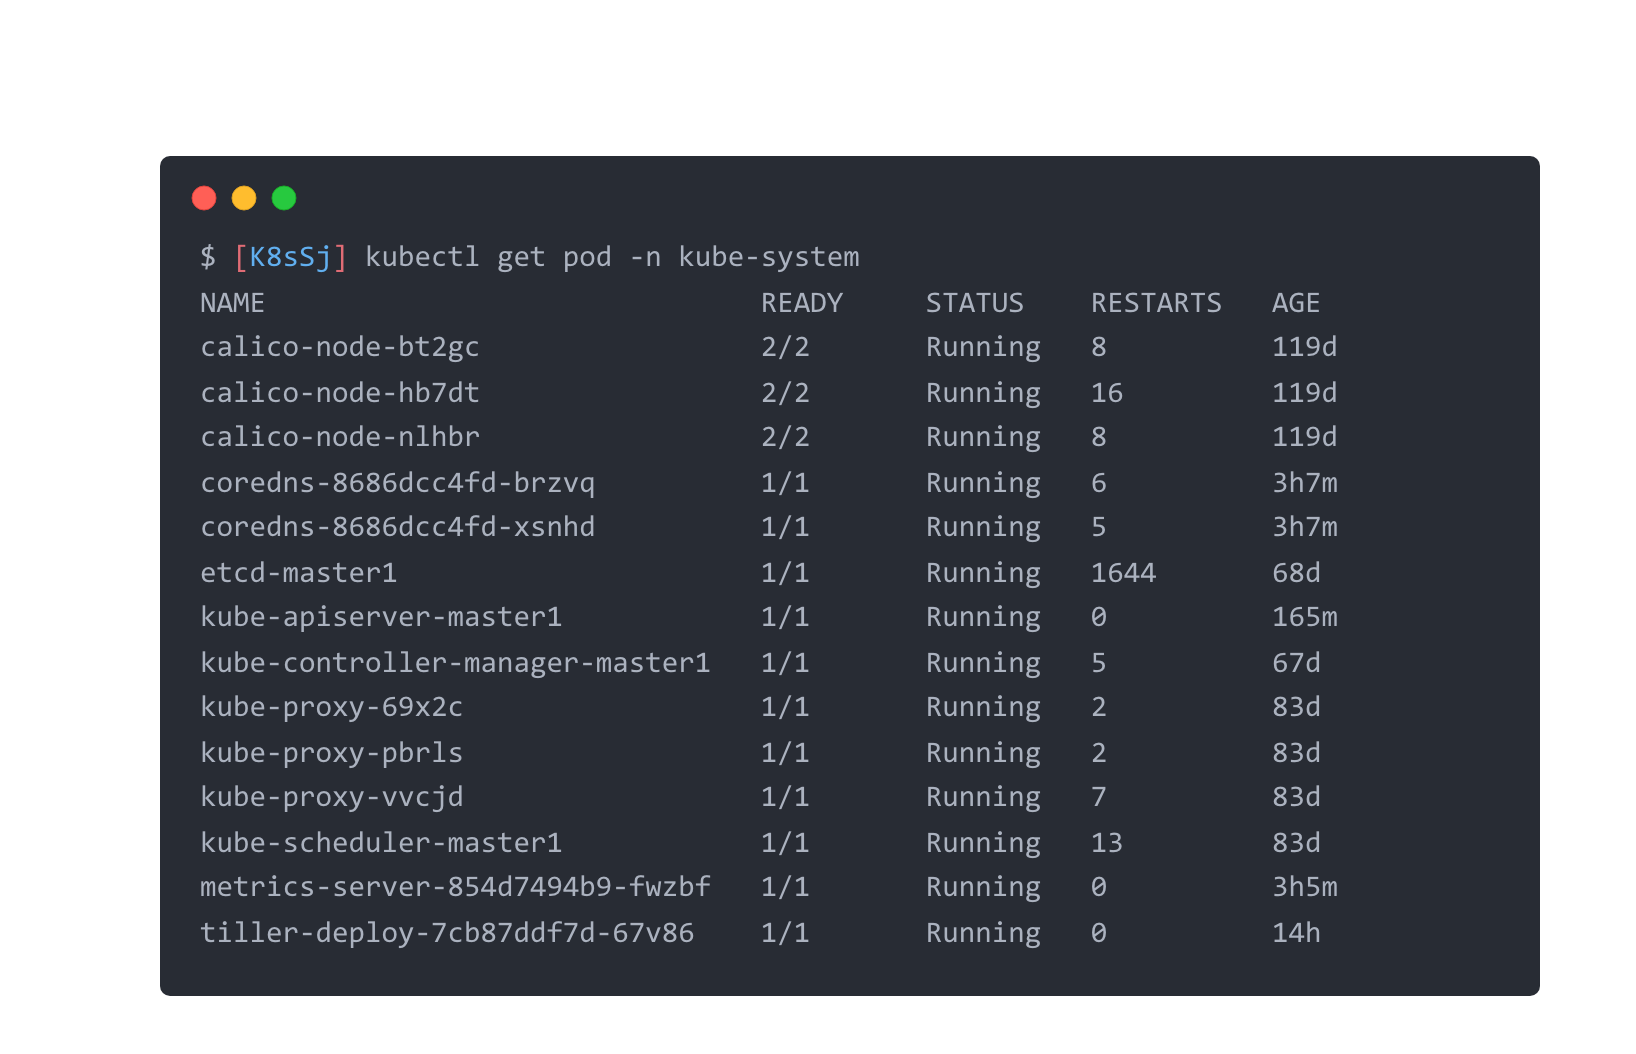 $ [K8sSj] kubectl get pod -n kube-system
NAME READY STATUS RESTARTS AGE
calico-node-bt2gc 2/2 Running 8 119d
calico-node-hb7dt 2/2 Running 16 119d
calico-node-nlhbr 2/2 Running 8 119d
coredns-8686dcc4fd-brzvq 1/1 Running 6 3h7m
coredns-8686dcc4fd-xsnhd 1/1 Running 5 3h7m
etcd-master1 1/1 Running 1644 68d
kube-apiserver-master1 1/1 Running 0 165m
kube-controller-manager-master1 1/1 Running 5 67d
kube-proxy-69x2c 1/1 Running 2 83d
kube-proxy-pbrls 1/1 Running 2 83d
kube-proxy-vvcjd 1/1 Running 7 83d
kube-scheduler-master1 1/1 Running 13 83d
metrics-server-854d7494b9-fwzbf 1/1 Running 0 3h5m
tiller-deploy-7cb87ddf7d-67v86 1/1 Running 0 14h